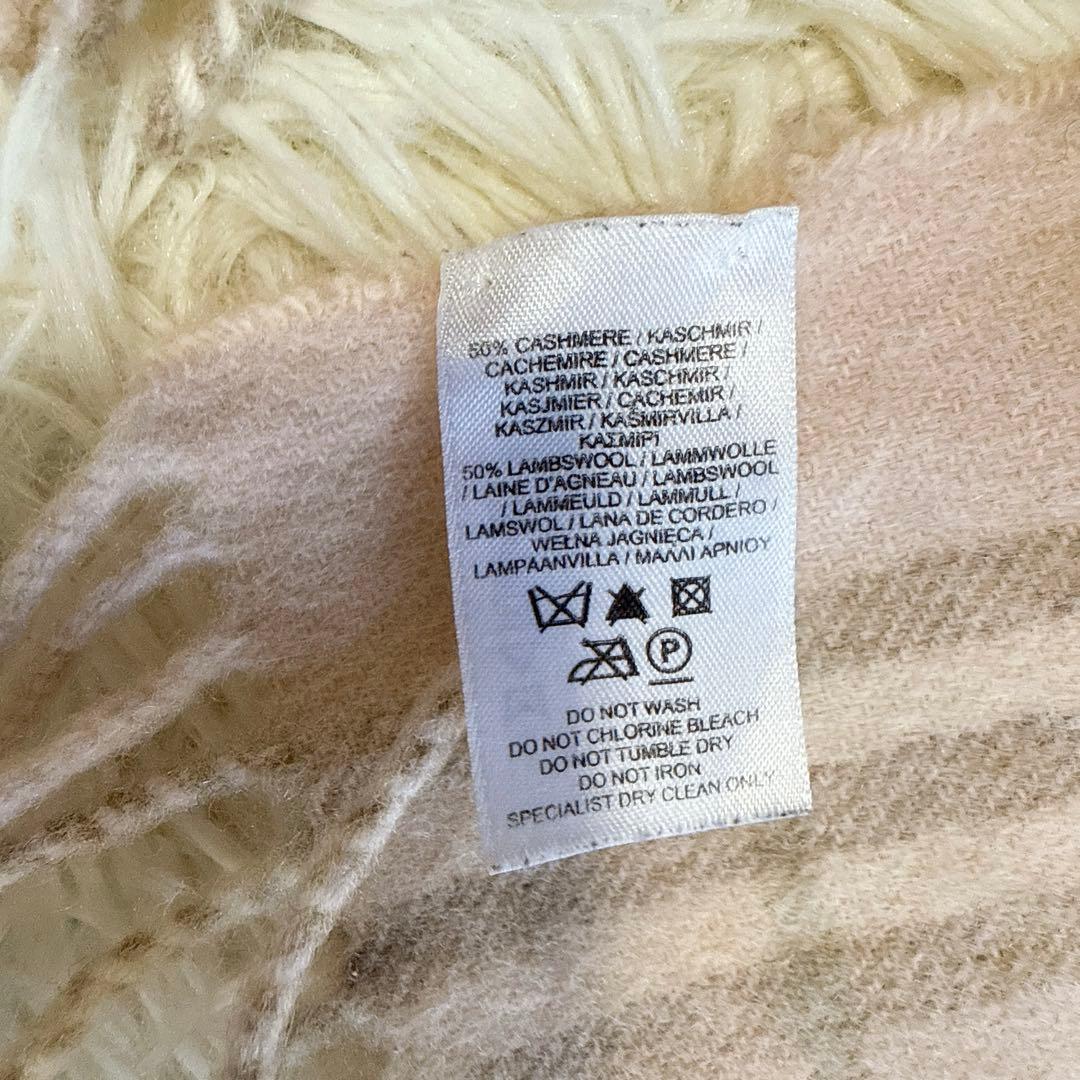 50% CASHMERE / KASCHMIR /
CACHEMIRE / CASHMERE /
KASHMIR / KASCHMIR /
KASJMIER / CACHEMIR /
KASZMIR / KAŠMIRVILLA /
ΚΑΣΜΙΡΙ
50% LAMBSWOOL / LAMMWOLLE
/ LAINE D'AGNEAU / LAMBSWOOL
/ LAMMEULD / LAMMULL /
LAMSWOL / LANA DE CORDERO /
WEŁNA JAGNIĘCA /
LAMPAANVILLA / ΜΑΛΛΙ ΑΡΝΙΟΥ
P
DO NOT WASH
DO NOT CHLORINE BLEACH
DO NOT TUMBLE DRY
DO NOT IRON
SPECIALIST DRY CLEAN ONLY